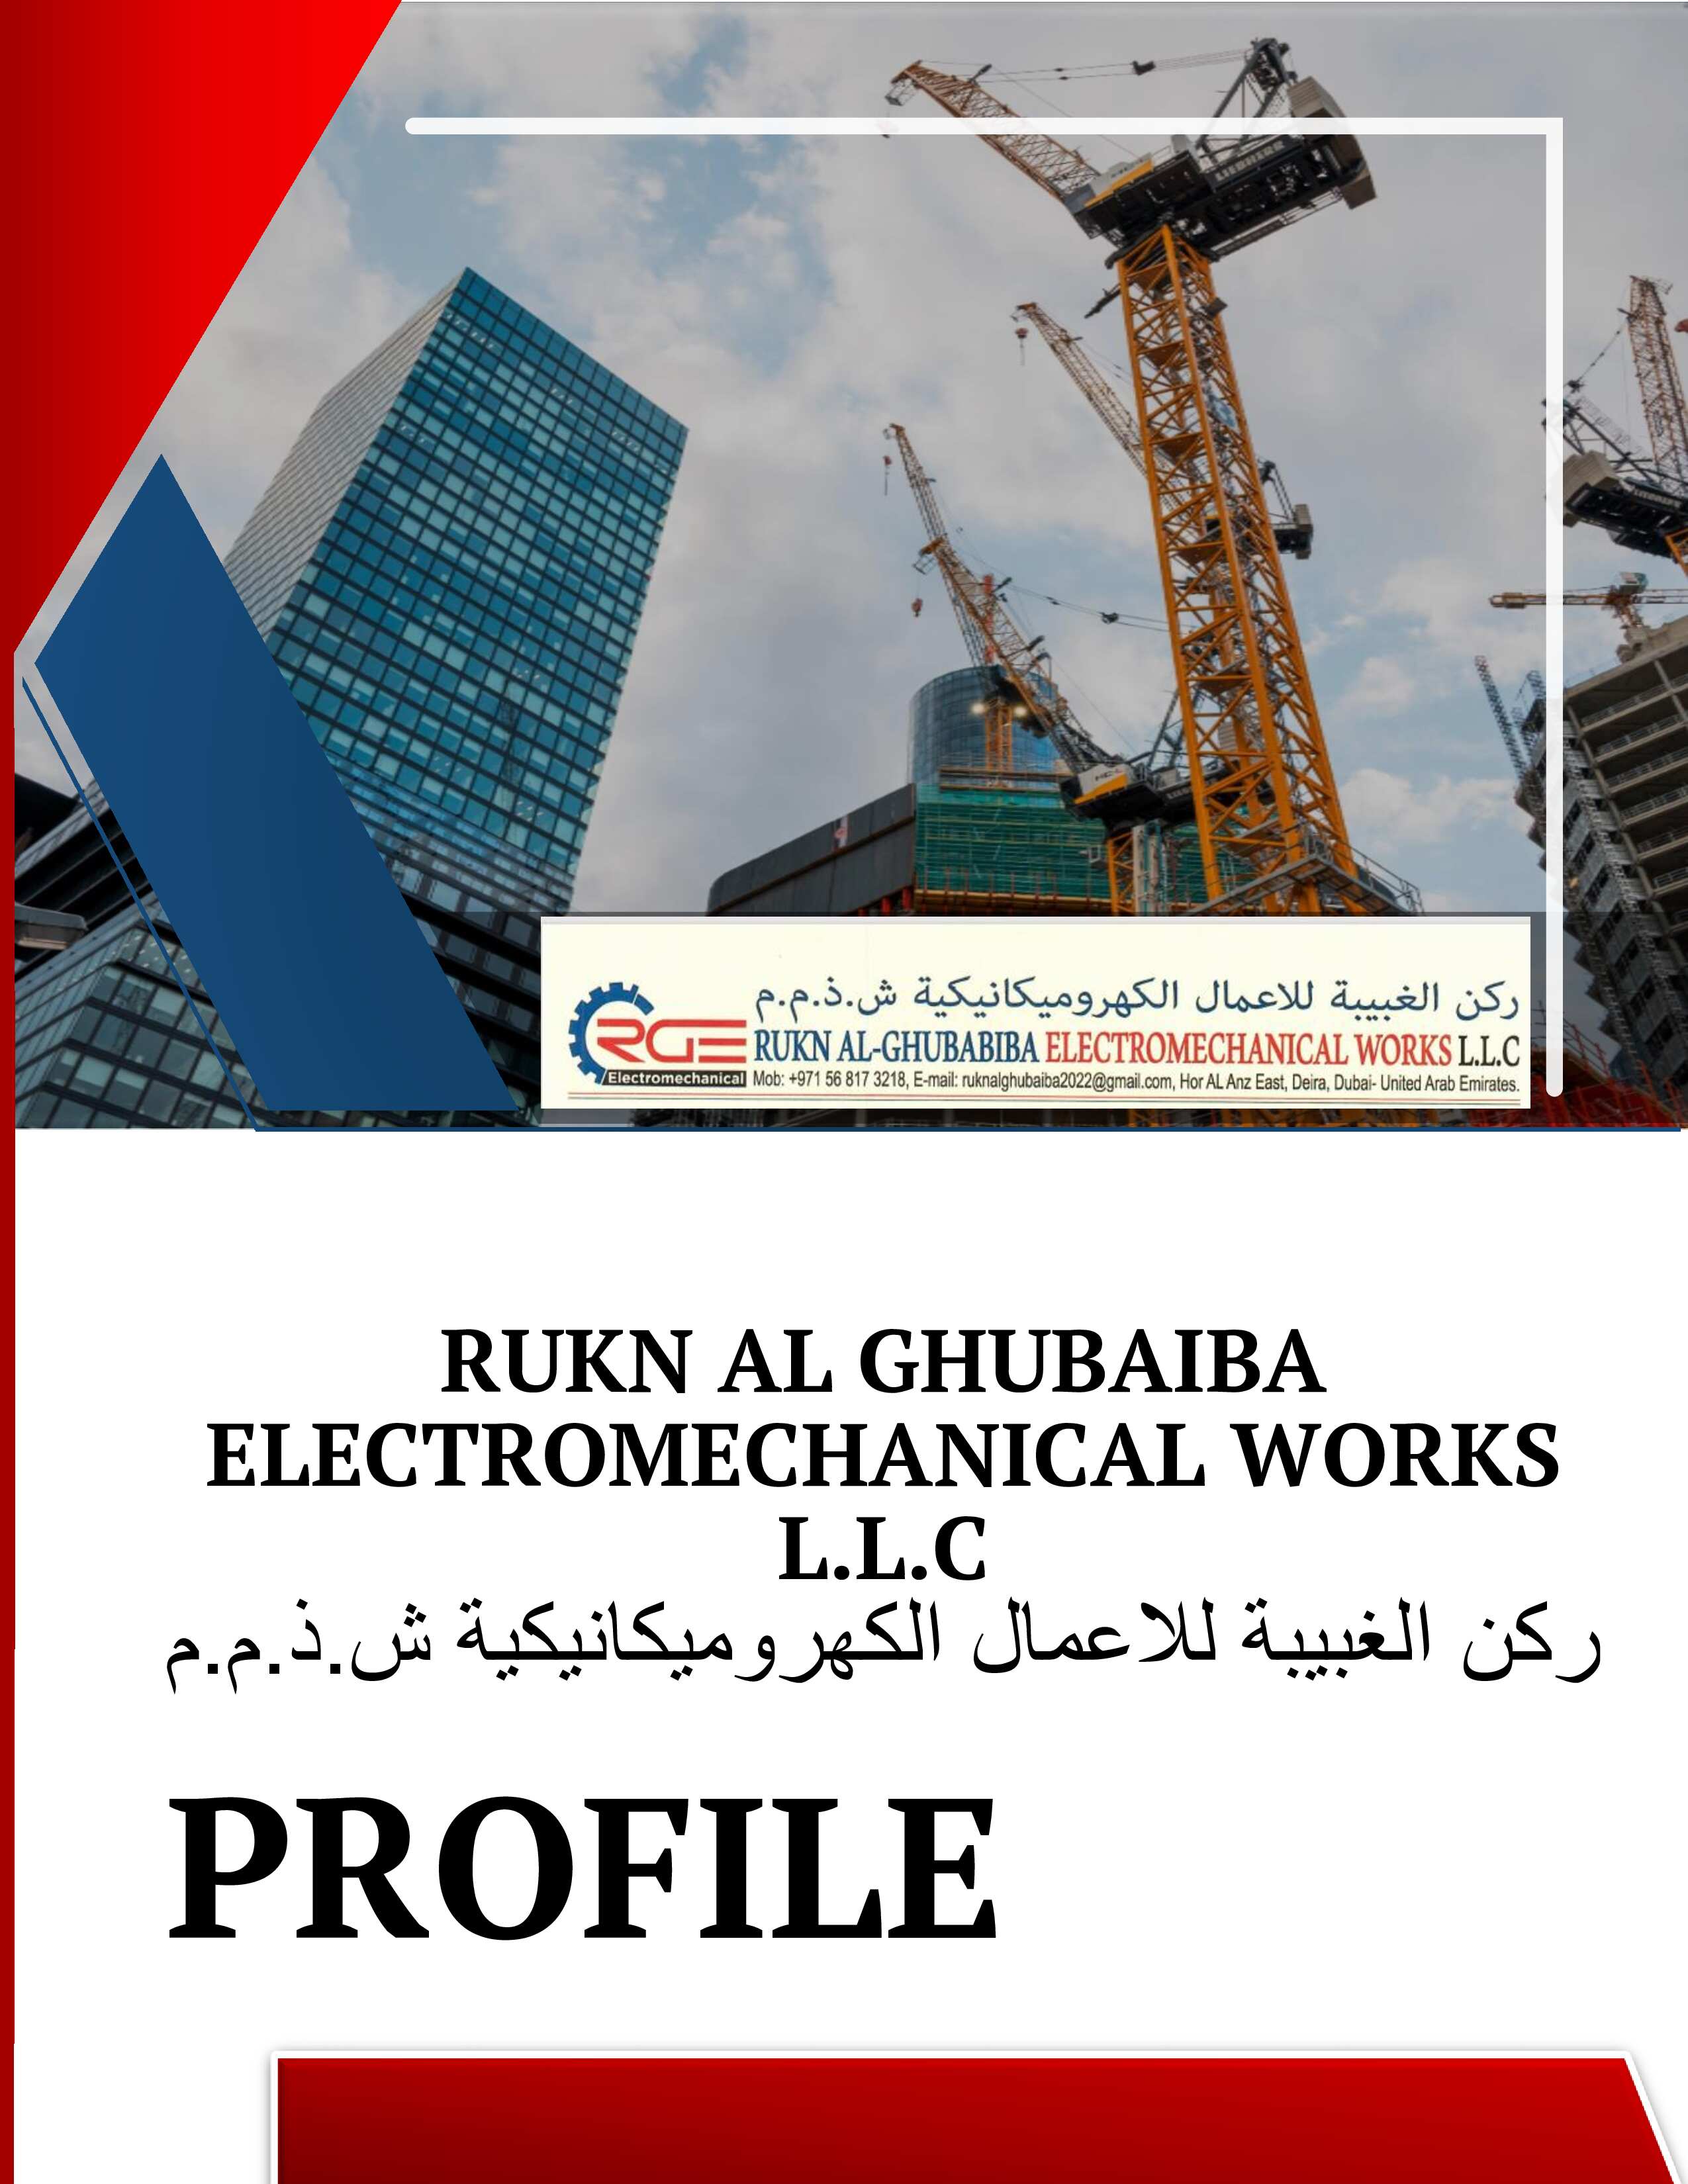 LIEBHERR
ركن الغبيبة للاعمال الكهروميكانيكية ش.ذ.م.م
RGE
RUKN AL-GHUBABIBA ELECTROMECHANICAL WORKS L.L.C
Electromechanical
Mob: +971 56 817 3218, E-mail: ruknalghubaiba2022@gmail.com, Hor AL Anz East, Deira, Dubai- United Arab Emirates.
RUKN AL GHUBAIBA
ELECTROMECHANICAL WORKS
L.L.C
ركن الغبيبة للاعمال الكهروميكانيكية ش.ذ.م.م
PROFILE